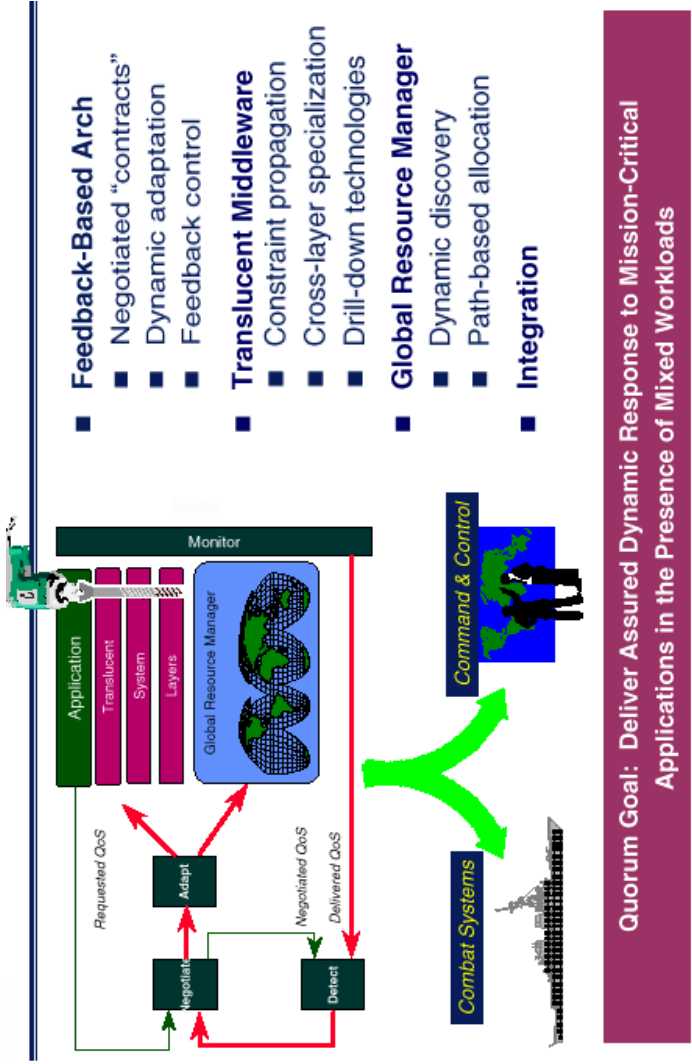 Monitor
Application
Translucent
System
Layers
Global Resource Manager
Monitor
Requested QoS
Adapt
Negotiate
Negotiated QoS
Delivered QoS
Detect
Combat Systems
Command & Control
Feedback-Based Arch
Negotiated “contracts”
Dynamic adaptation
Feedback control
Translucent Middleware
Constraint propagation
Cross-layer specialization
Drill-down technologies
Global Resource Manager
Dynamic discovery
Path-based allocation
Integration
Quorum Goal: Deliver Assured Dynamic Response to Mission-Critical
Applications in the Presence of Mixed Workloads